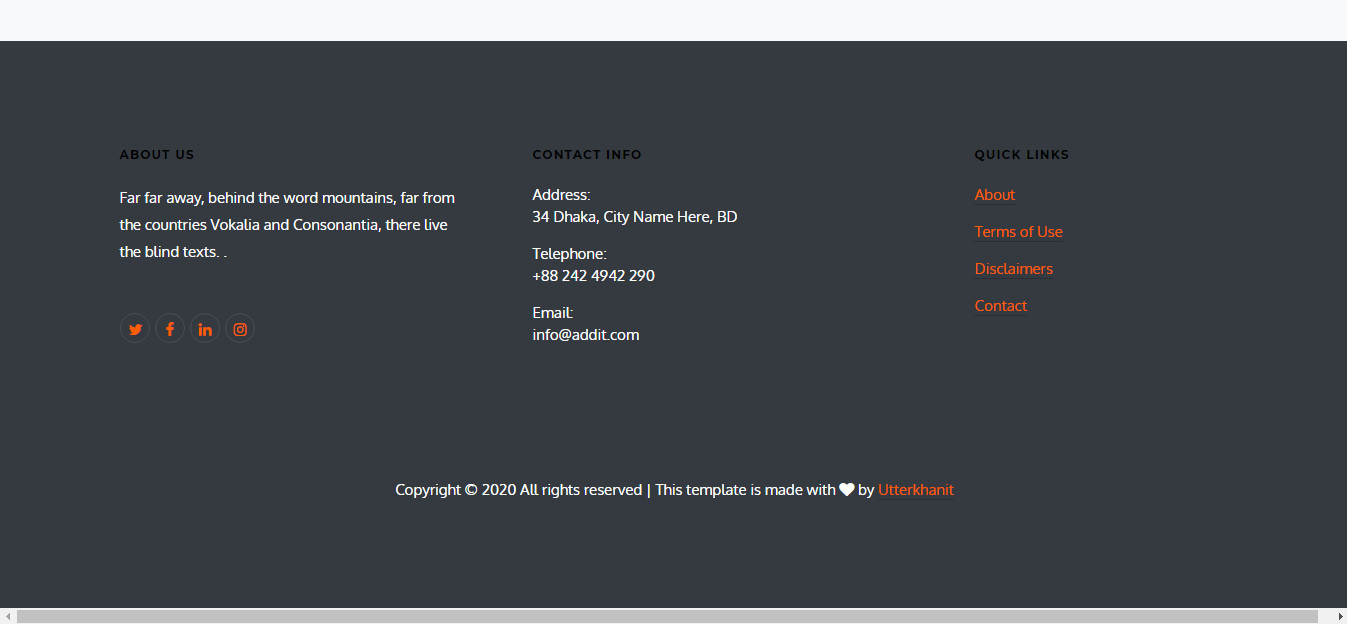 ABOUT US
Far far away, behind the word mountains, far from
the countries Vokalia and Consonantia, there live
the blind texts. .
CONTACT INFO
Address:
34 Dhaka, City Name Here, BD
Telephone:
+88 242 4942 290
Email:
info@addit.com
QUICK LINKS
About
Terms of Use
Disclaimers
Contact
Copyright © 2020 All rights reserved | This template is made with ♥ by Utterkhanit